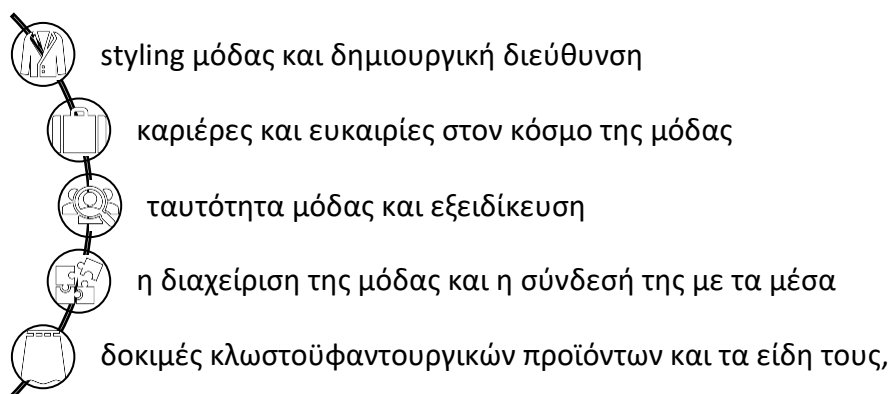 styling μόδας και δημιουργική διεύθυνση
καριέρες και ευκαιρίες στον κόσμο της μόδας
ταυτότητα μόδας και εξειδίκευση
η διαχείριση της μόδας και η σύνδεσή της με τα μέσα
δοκιμές κλωστοϋφαντουργικών προϊόντων και τα είδη τους,